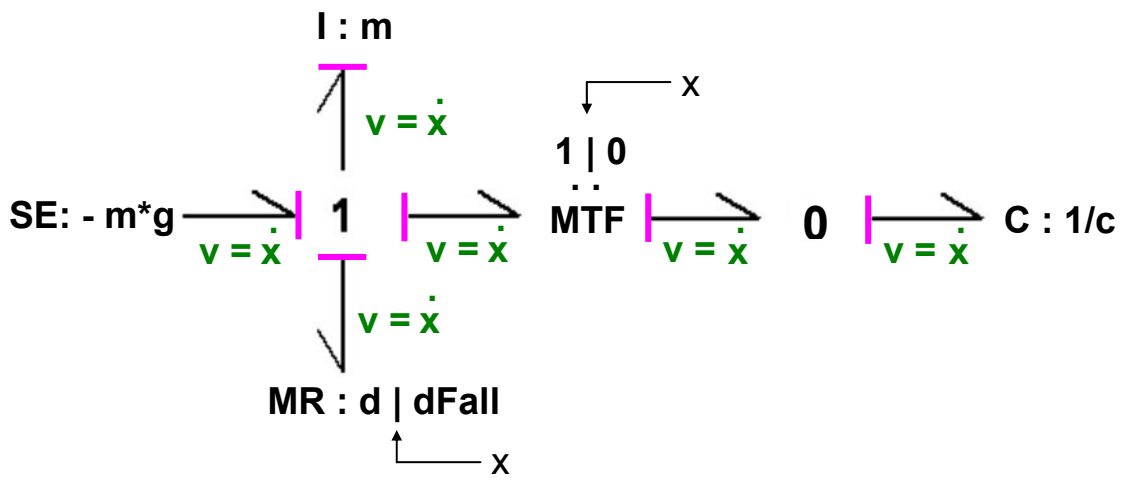 I : m
v = ẋ
x
1 | 0
SE: - m*g
1
MTF
0
C : 1/c
v = ẋ
v = ẋ
v = ẋ
v = ẋ
v = ẋ
MR : d | dFall
x